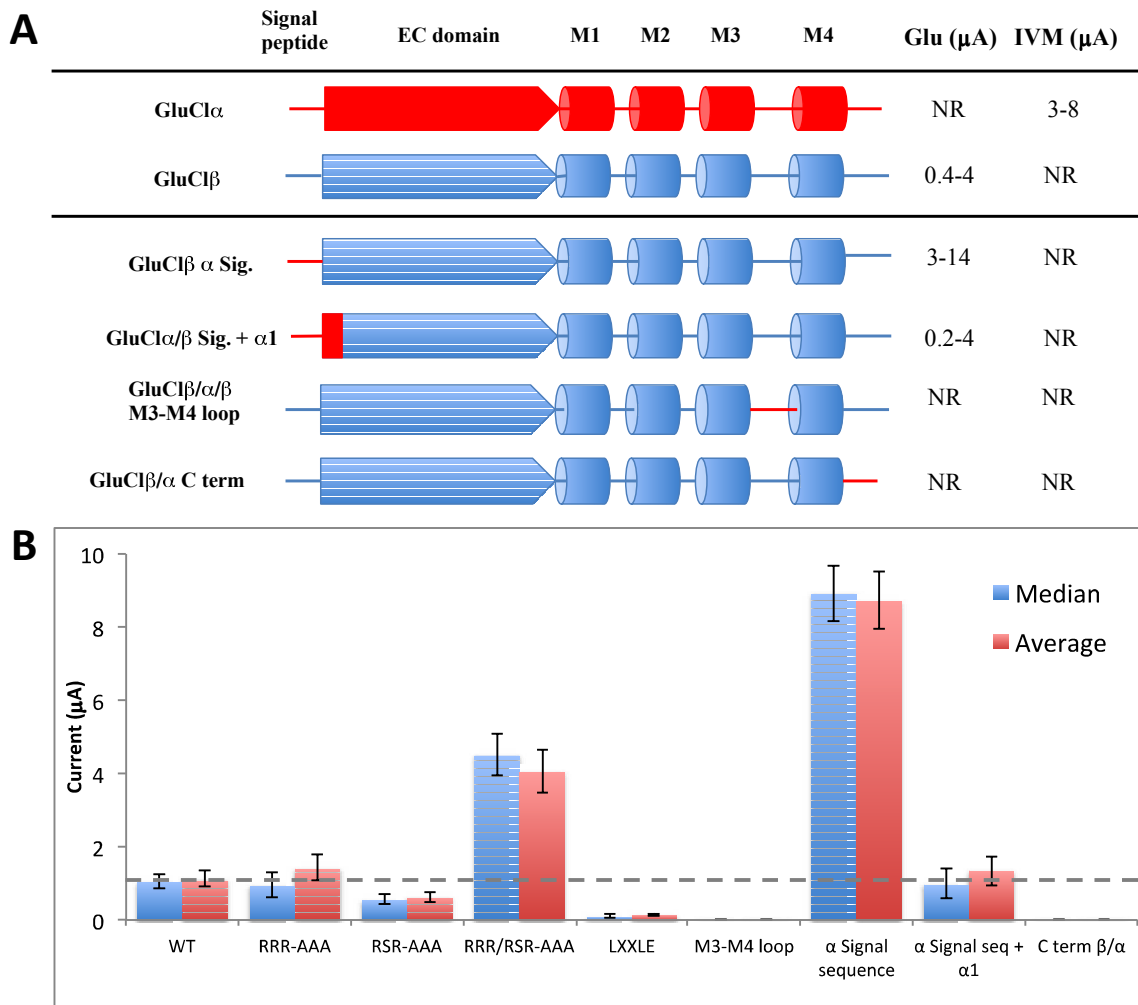 A
Signal
peptide
EC domain
M1
M2
M3
M4
Glu (µA)
IVM (µA)
GluClα
NR
3-8
GluClβ
0.4-4
NR
GluClβ α Sig.
3-14
NR
GluClα/β Sig. + α1
0.2-4
NR
GluClβ/α/β
M3-M4 loop
NR
NR
GluClβ/α C term
NR
NR
B
Current (µA)
10
8
6
4
2
0
Median
Average
WT
RRR-AAA
RSR-AAA
RRR/RSR-AAA
LXXLE
M3-M4 loop
α Signal
sequence
α Signal seq +
α1
C term β/α